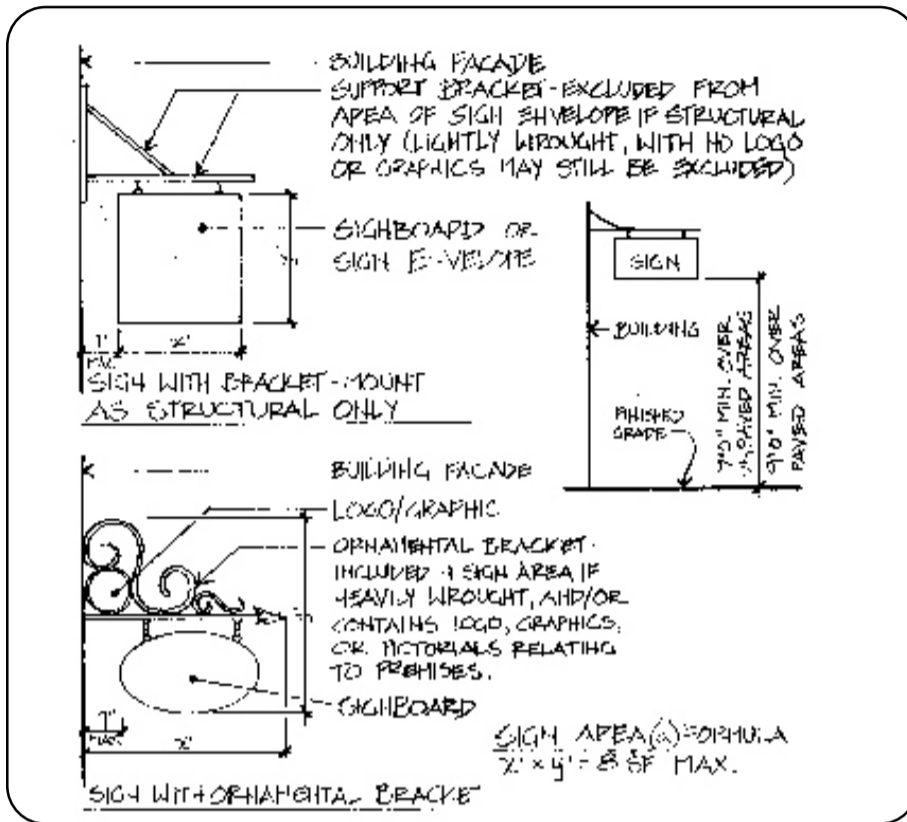 BUILDING FACADE
SUPPORT BRACKET - EXCLUDED FROM
AREA OF SIGN ENVELOPE IF STRUCTURAL
ONLY (LIGHTLY WROUGHT, WITH NO LOGO
OR GRAPHICS MAY STILL BE EXCLUDED)
SIGNBOARD OR
SIGN ENVELOPE
1'
MAX.
X'
SIGN WITH BRACKET - MOUNT
AS STRUCTURAL ONLY
SIGN
BUILDING
FINISHED
GRADE
7'0" MIN. OVER
UNPAVED AREAS
9'0" MIN. OVER
PAVED AREAS
BUILDING FACADE
LOGO/GRAPHIC
ORNAMENTAL BRACKET -
INCLUDED IN SIGN AREA IF
HEAVILY WROUGHT, AND/OR
CONTAINS LOGO, GRAPHICS,
OR PICTORIALS RELATING
TO PREMISES.
SIGNBOARD
1'
MAX.
X'
SIGN WITH ORNAMENTAL BRACKET
SIGN AREA (a) = FORMULA
X' x Y' = 8 SF MAX.